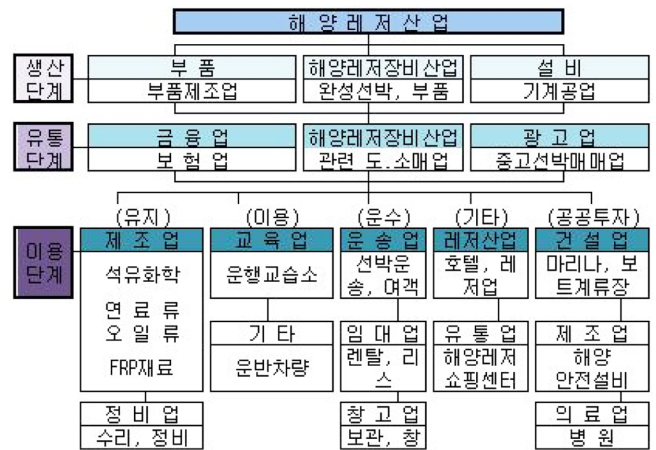 해 양 레 저 산 업
생산
단계
부 품
부품제조업
해양레저장비산업
완성선박, 부품
설 비
기계공업
유통
단계
금 융 업
보 험 업
해양레저장비산업
관련 도.소매업
광 고 업
중고선박매매업
이용
단계
(유지)
제 조 업
석유화학
연 료 류
오 일 류
FRP재료
정 비 업
수리, 정비
(이용)
교 육 업
운행교습소
기 타
운반차량
(운수)
운 송 업
선박운
송, 여객
임 대 업
렌탈, 리
스
창 고 업
보관, 창
(기타)
레저산업
호텔, 레
저업
유 통 업
해양레저
쇼핑센터
(공공투자)
건 설 업
마리나, 보
트계류장
제 조 업
해양
안전설비
의 료 업
병 원